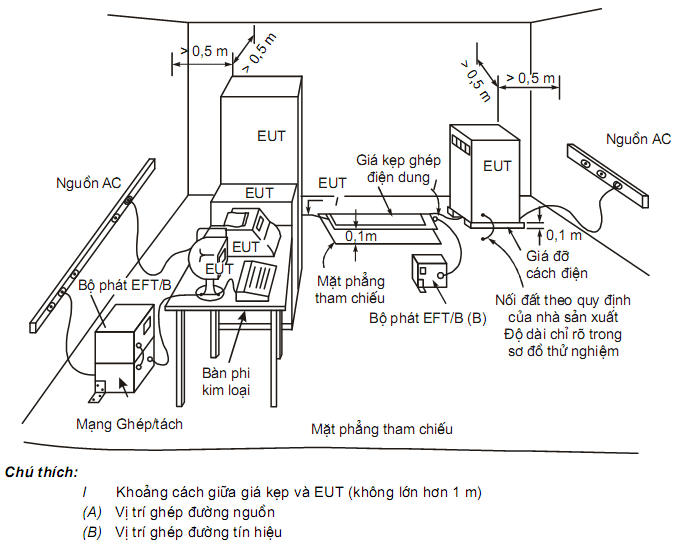 > 0,5 m
> 0,5 m
> 0,5 m
> 0,5 m
EUT
Nguồn AC
Giá kẹp ghép
điện dung
EUT
Nguồn AC
EUT
EUT
l
EUT
EUT
0,1m
0,1 m
Giá đỡ
cách điện
Mặt phẳng
tham chiếu
Bộ phát EFT/B
Bộ phát EFT/B (B)
Nối đất theo quy định
của nhà sản xuất
Độ dài chỉ rõ trong
sơ đồ thử nghiệm
Bàn phi
kim loại
Mạng Ghép/tách
Mặt phẳng tham chiếu
Chú thích:
l Khoảng cách giữa giá kẹp và EUT (không lớn hơn 1 m)
(A) Vị trí ghép đường nguồn
(B) Vị trí ghép đường tín hiệu